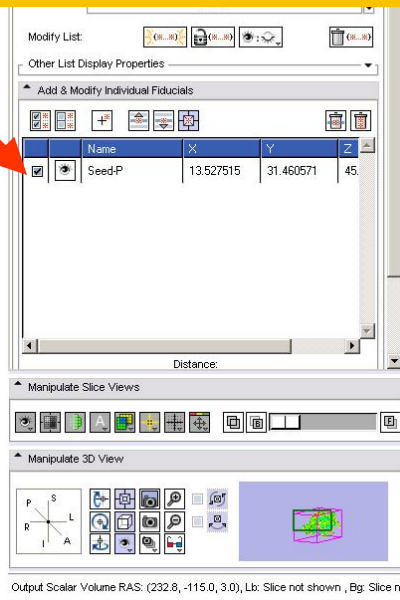 Modify List:
Other List Display Properties
Add & Modify Individual Fiducials
Name X Y Z
Seed-P 13.527515 31.460571 45.
Distance:
Manipulate Slice Views
A B F
Manipulate 3D View
P S
R L
I A
Output Scalar Volume RAS: (232.8, -115.0, 3.0), Lb: Slice not shown , Bg: Slice n